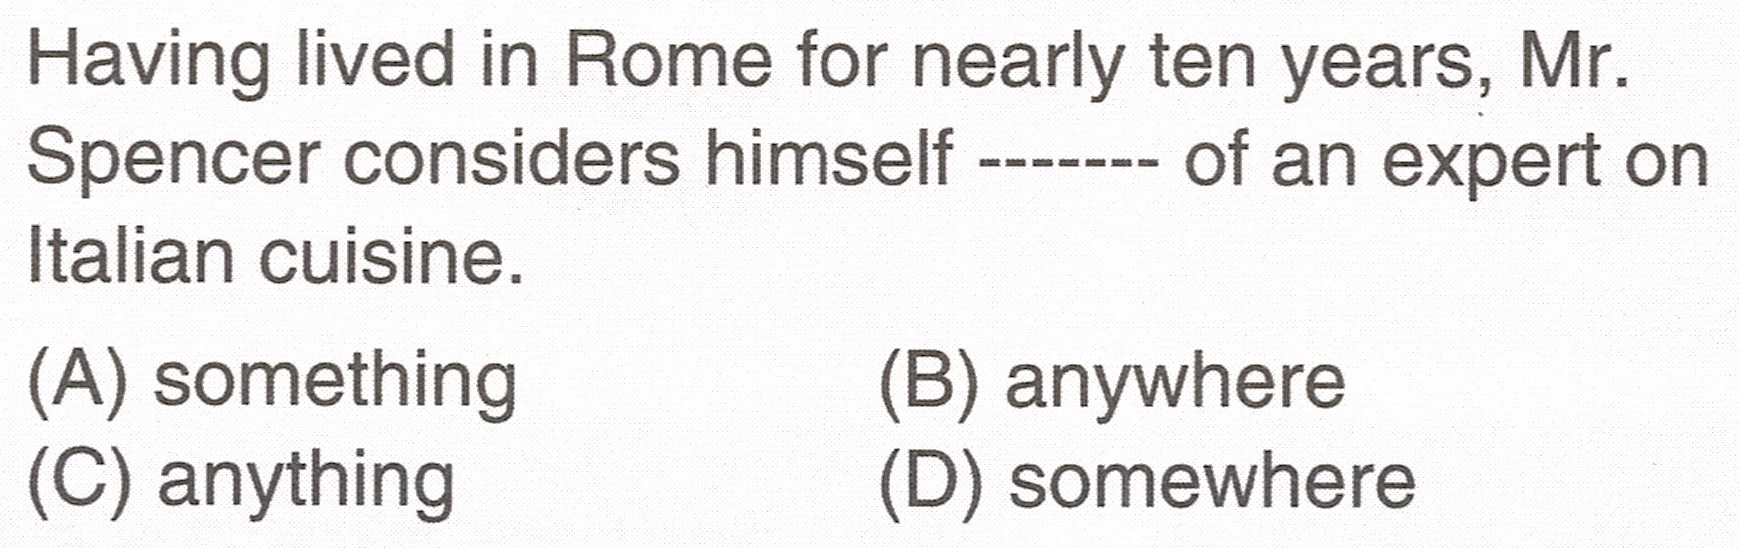 Having lived in Rome for nearly ten years, Mr.
Spencer considers himself ------- of an expert on
Italian cuisine.
(A) something (B) anywhere
(C) anything (D) somewhere